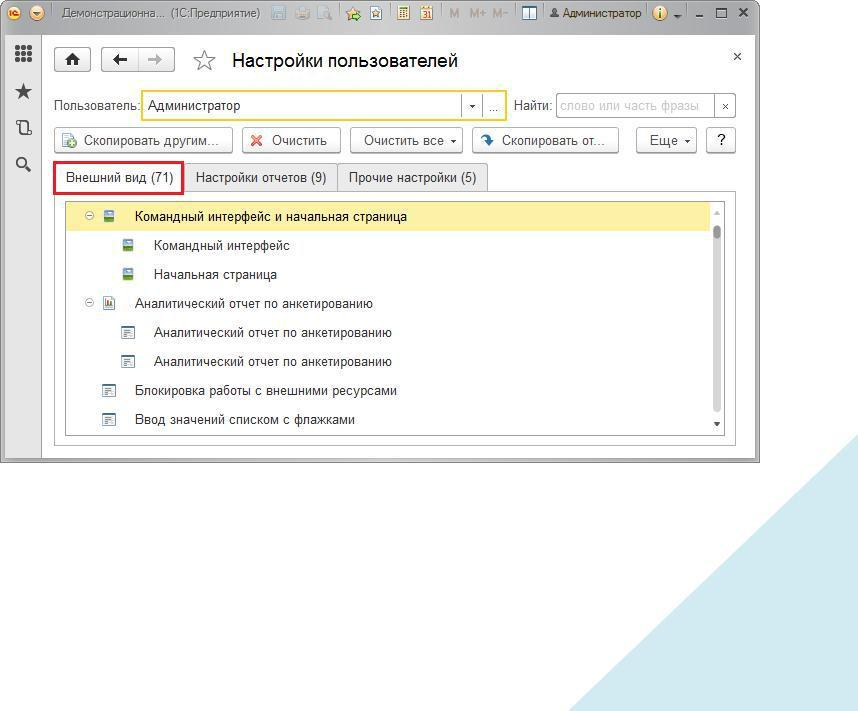 Демонстрационна... (1С:Предприятие) M M+ M- Администратор
Настройки пользователей
Пользователь: Администратор ... Найти: слово или часть фразы ×
Скопировать другим... Очистить Очистить все Скопировать от... Еще ?
Внешний вид (71) Настройки отчетов (9) Прочие настройки (5)
Командный интерфейс и начальная страница
Командный интерфейс
Начальная страница
Аналитический отчет по анкетированию
Аналитический отчет по анкетированию
Аналитический отчет по анкетированию
Блокировка работы с внешними ресурсами
Ввод значений списком с флажками